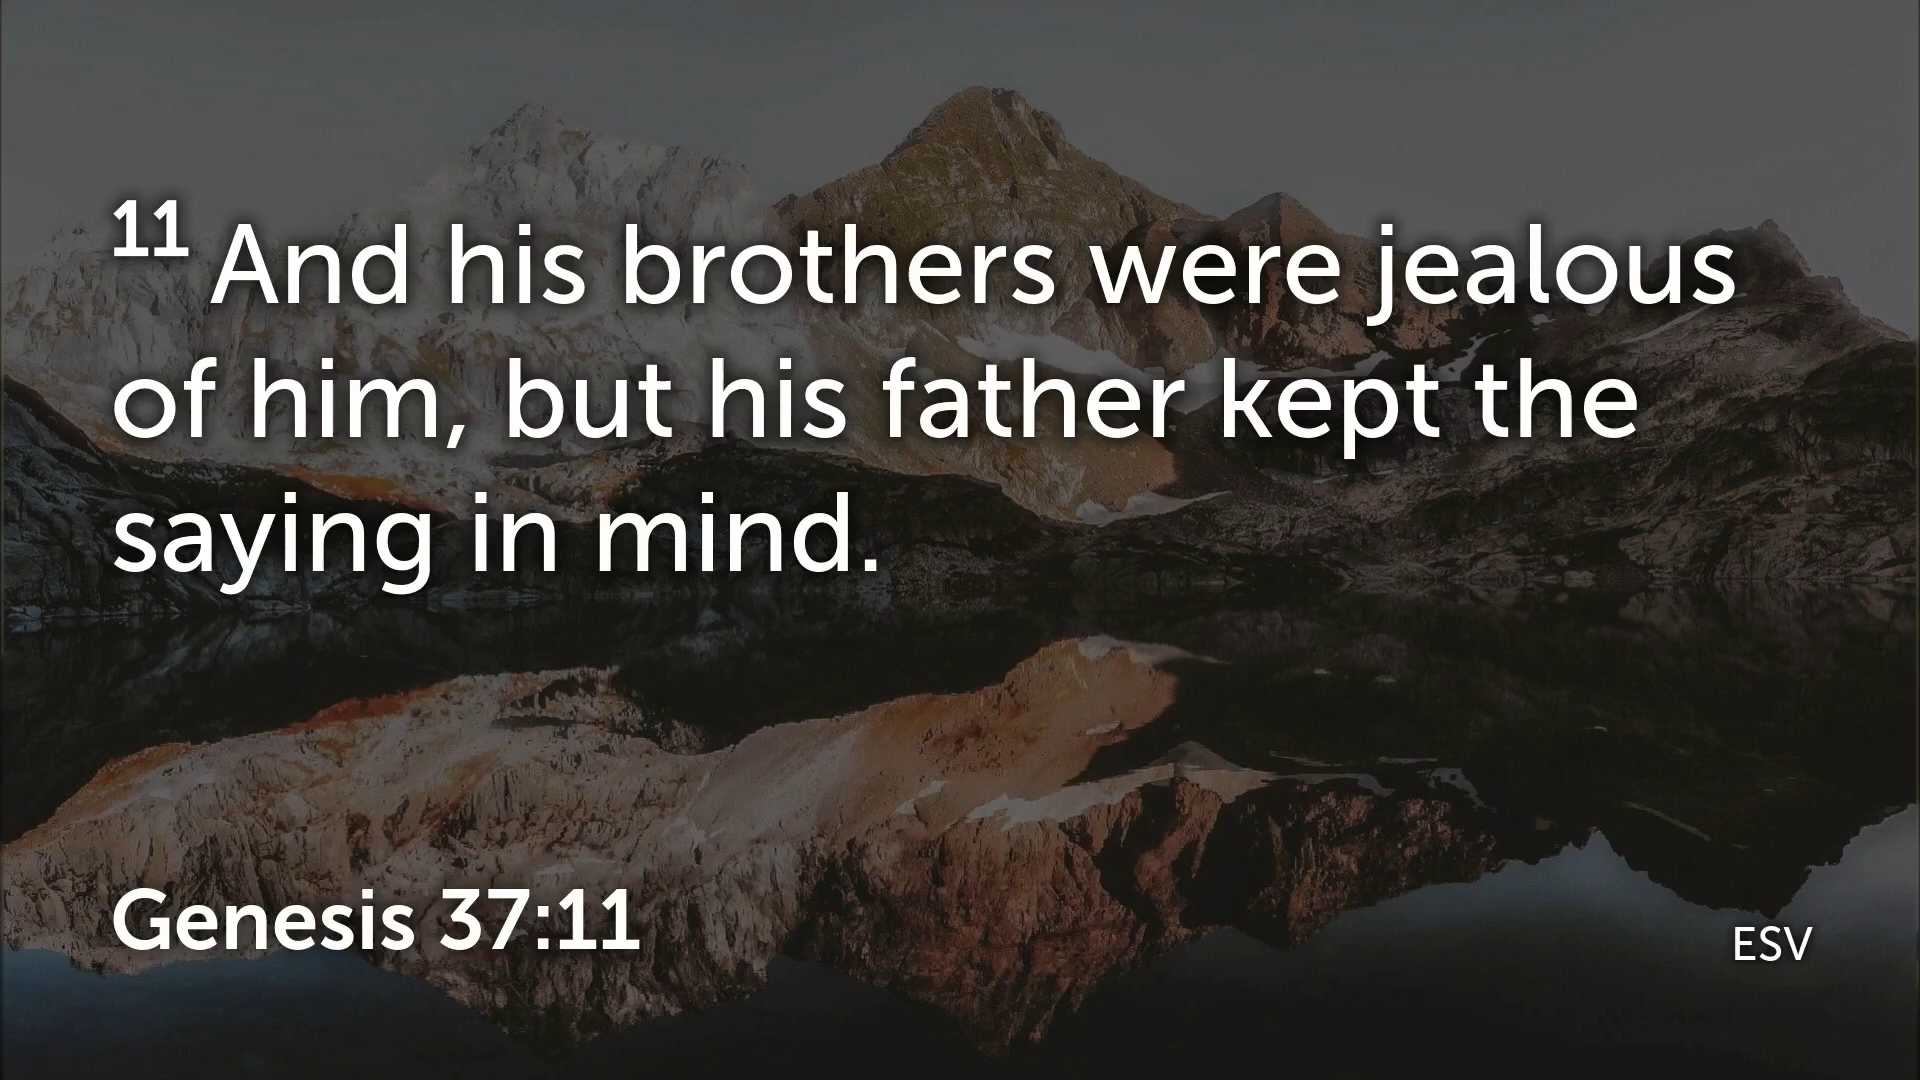 11 And his brothers were jealous
of him, but his father kept the
saying in mind.
Genesis 37:11
ESV